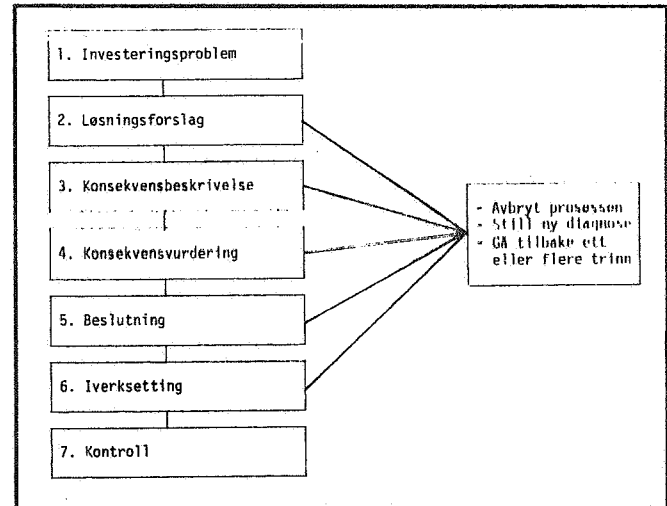 1. Investeringsproblem
2. Løsningsforslag
3. Konsekvensbeskrivelse
4. Konsekvensvurdering
5. Beslutning
6. Iverksetting
7. Kontroll
- Avbryt prosessen
- Still ny diagnose
- Gå tilbake ett
eller flere trinn